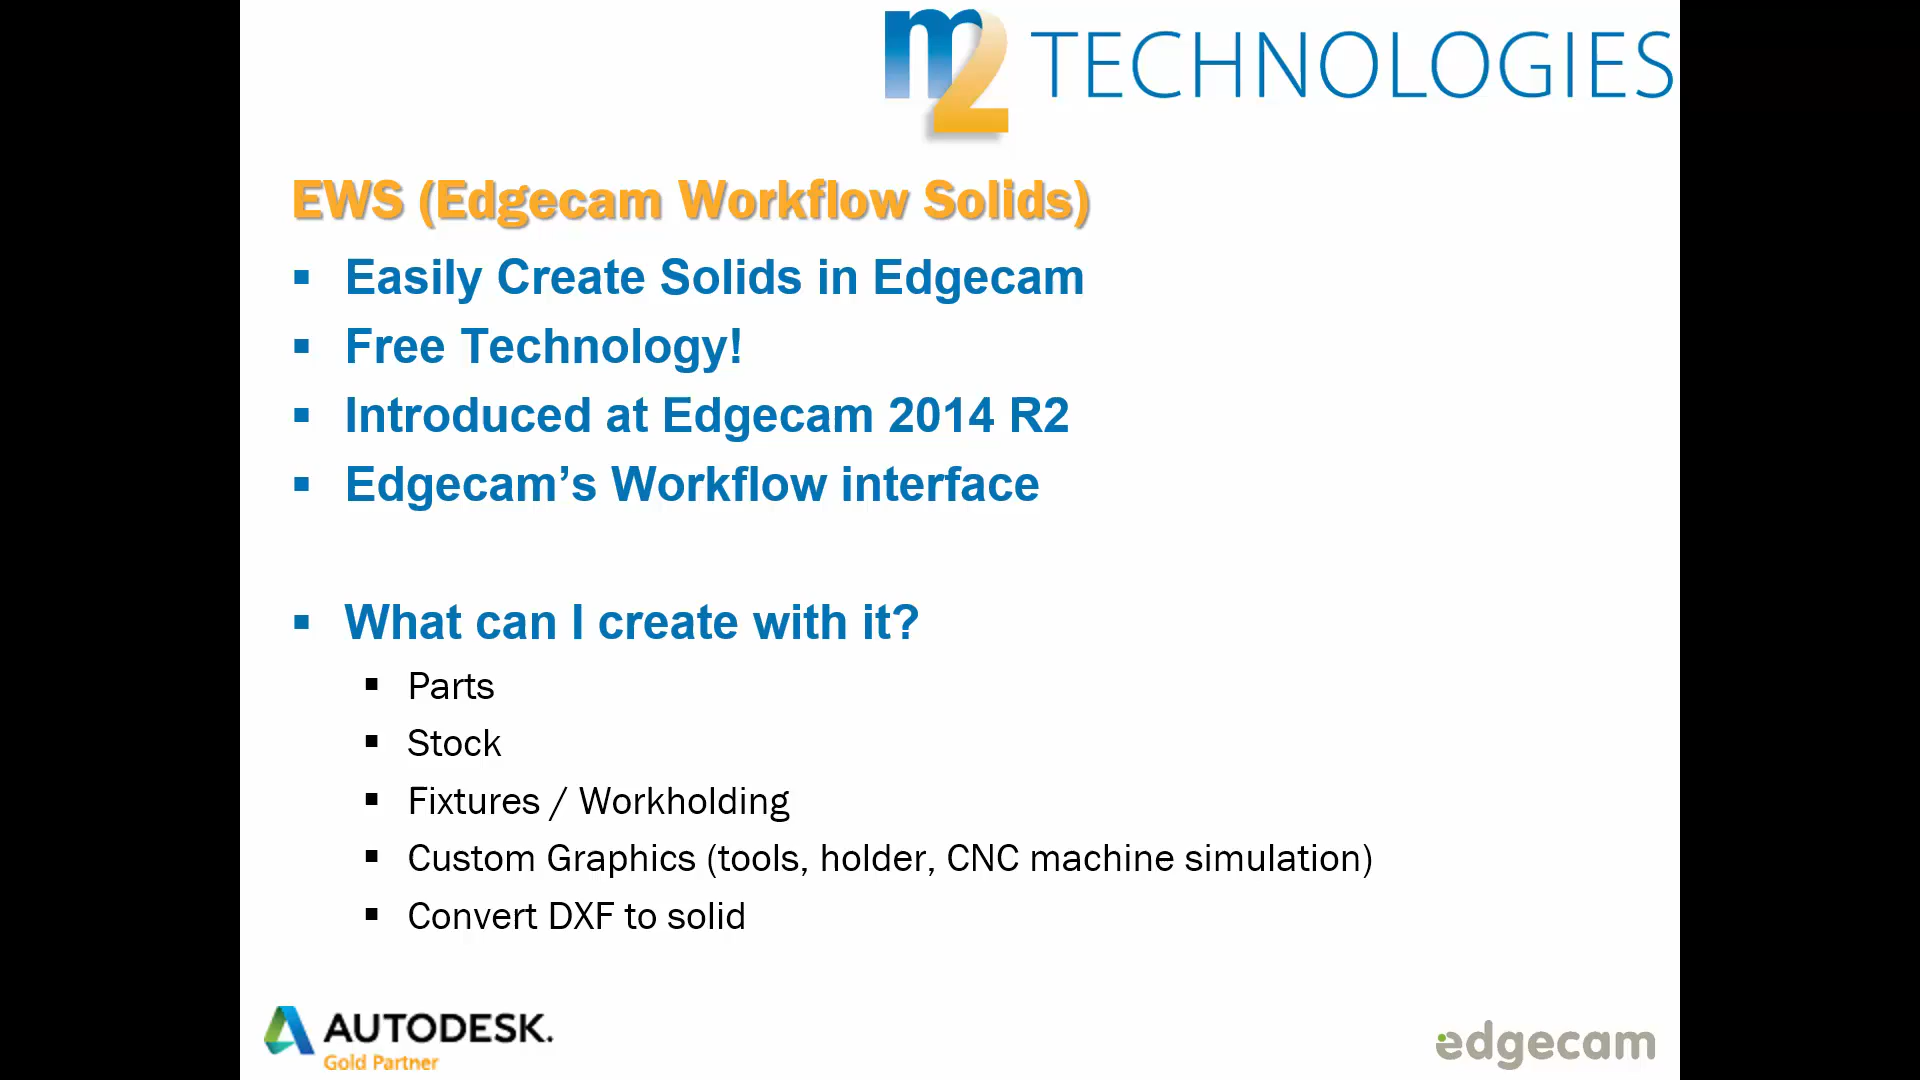 m2 TECHNOLOGIES
EWS (Edgecam Workflow Solids)
▪ Easily Create Solids in Edgecam
▪ Free Technology!
▪ Introduced at Edgecam 2014 R2
▪ Edgecam’s Workflow interface
▪ What can I create with it?
▪ Parts
▪ Stock
▪ Fixtures / Workholding
▪ Custom Graphics (tools, holder, CNC machine simulation)
▪ Convert DXF to solid
AUTODESK.
Gold Partner
edgecam